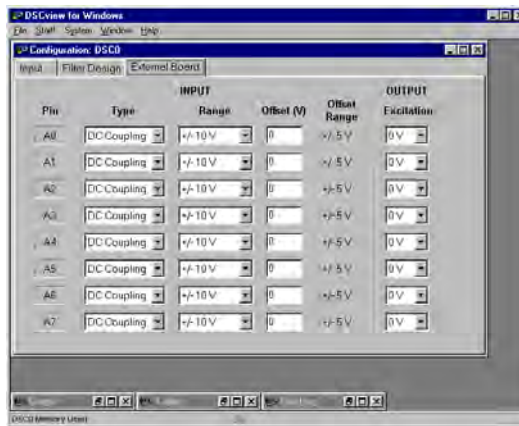 DSCview for Windows
File Start System Window Help
Configuration: DSC0
Input Filter Design External Board
INPUT OUTPUT
Pin Type Range Offset (V) Offset Range Excitation
A0 DC Coupling +/- 10 V 0 +/- 5 V 0 V
A1 DC Coupling +/- 10 V 0 +/- 5 V 0 V
A2 DC Coupling +/- 10 V 0 +/- 5 V 0 V
A3 DC Coupling +/- 10 V 0 +/- 5 V 0 V
A4 DC Coupling +/- 10 V 0 +/- 5 V 0 V
A5 DC Coupling +/- 10 V 0 +/- 5 V 0 V
A6 DC Coupling +/- 10 V 0 +/- 5 V 0 V
A7 DC Coupling +/- 10 V 0 +/- 5 V 0 V
DSC0 Memory Used